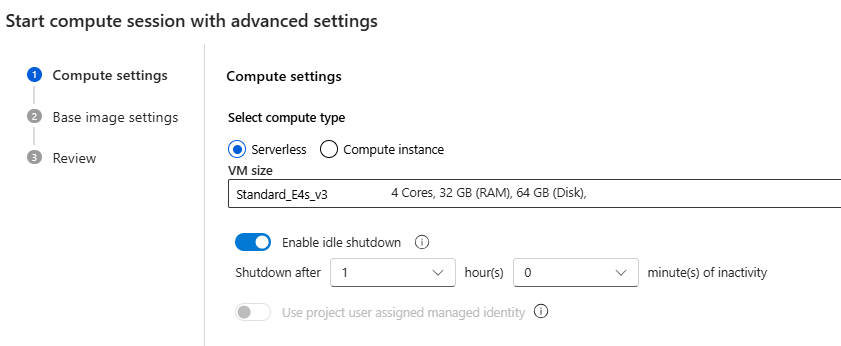 Start compute session with advanced settings
1 Compute settings
2 Base image settings
3 Review
Compute settings
Select compute type
Serverless Compute instance
VM size
Standard_E4s_v3 4 Cores, 32 GB (RAM), 64 GB (Disk),
Enable idle shutdown
Shutdown after 1 hour(s) 0 minute(s) of inactivity
Use project user assigned managed identity